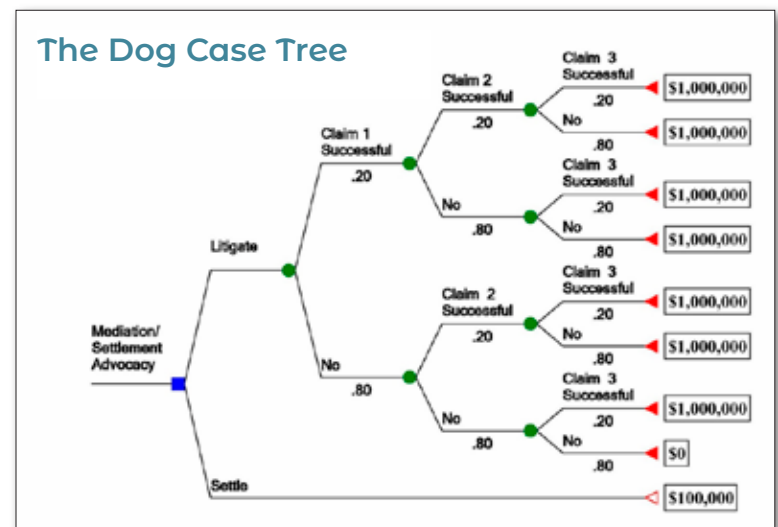 The Dog Case Tree
Claim 3
Successful
.20
$1,000,000
Claim 2
Successful
.20
No
.80
$1,000,000
Claim 1
Successful
.20
Claim 3
Successful
.20
$1,000,000
No
.80
No
.80
$1,000,000
Litigate
Claim 3
Successful
.20
$1,000,000
Claim 2
Successful
.20
No
.80
$1,000,000
Mediation/
Settlement
Advocacy
No
.80
Claim 3
Successful
.20
$1,000,000
No
.80
No
.80
$0
Settle
$100,000